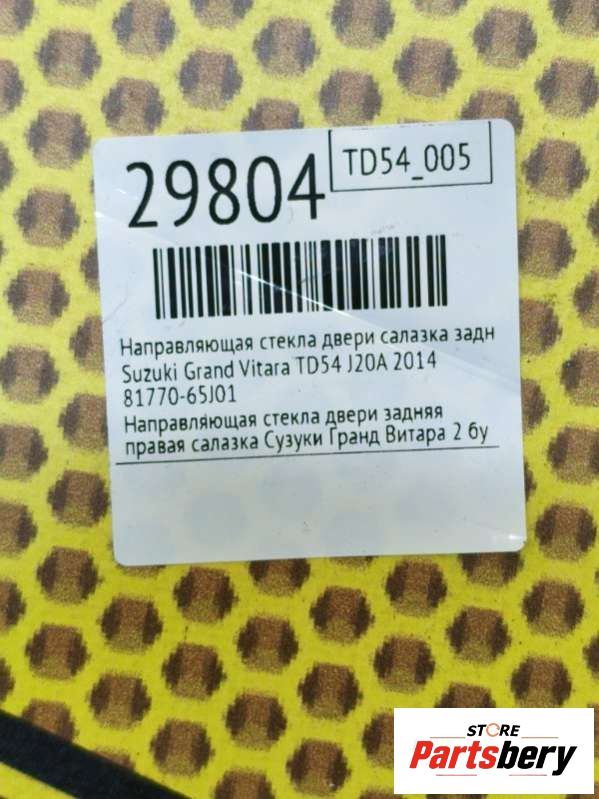 29804
TD54_005
Направляющая стекла двери салазка задн
Suzuki Grand Vitara TD54 J20A 2014
81770-65J01
Направляющая стекла двери задняя
правая салазка Сузуки Гранд Витара 2 бу
STORE
Partsbery